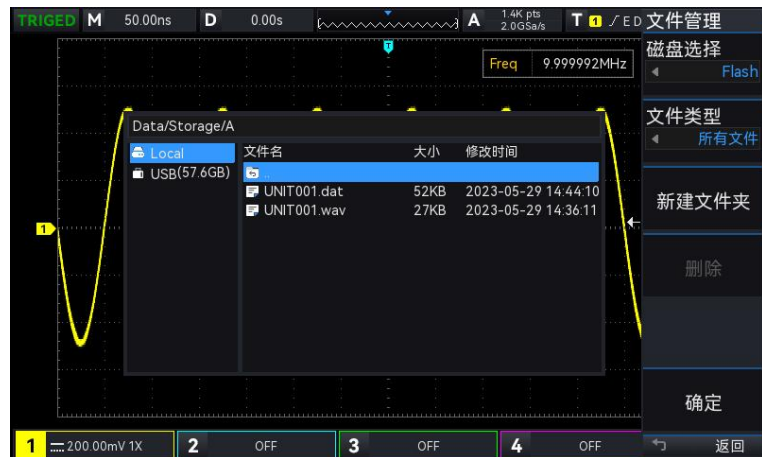 TRIGED M 50.00ns D 0.00s A 1.4K pts 2.0GSa/s T 1 E D
文件管理
T
Freq 9.999992MHz
磁盘选择
Flash
文件类型
所有文件
新建文件夹
删除
确定
返回
Data/Storage/A
Local
USB(57.6GB)
文件名 大小 修改时间
..
UNIT001.dat 52KB 2023-05-29 14:44:10
UNIT001.wav 27KB 2023-05-29 14:36:11
1
1 200.00mV 1X 2 OFF 3 OFF 4 OFF